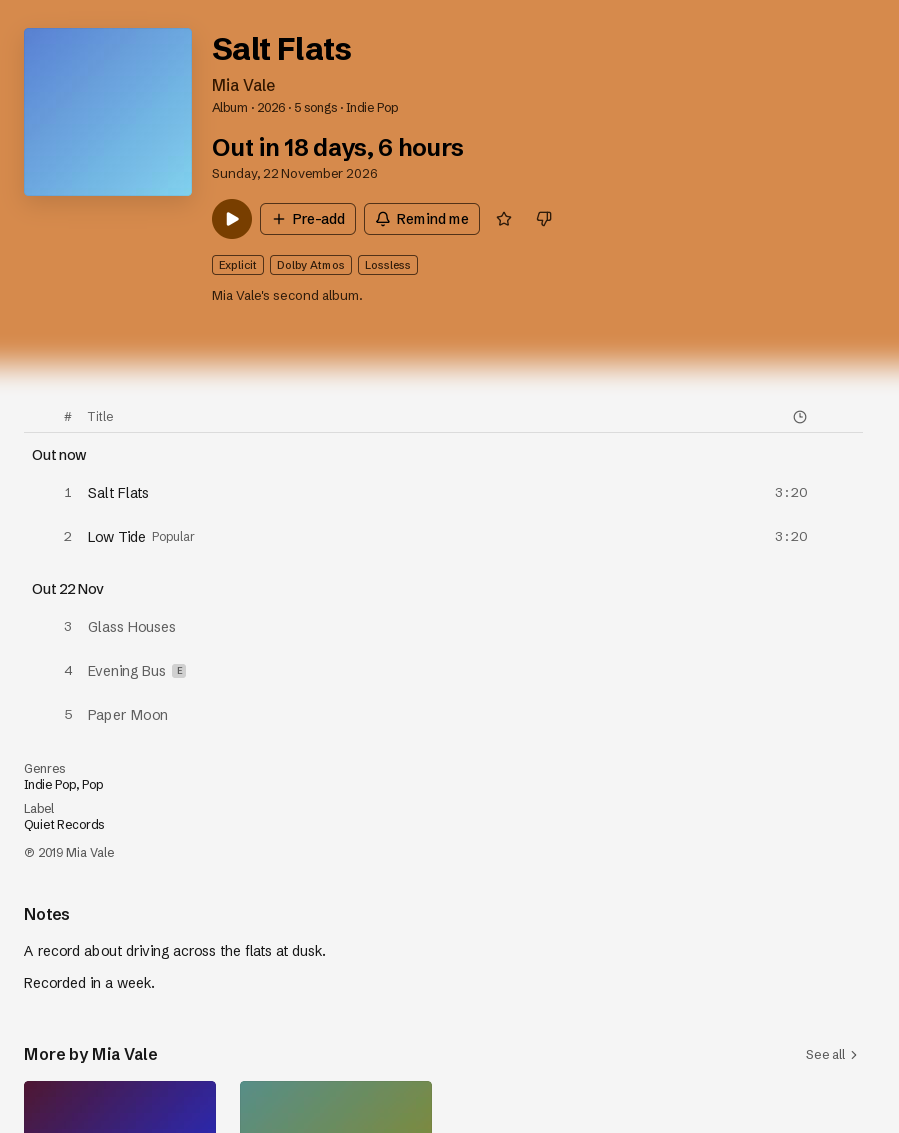 Salt Flats
Mia Vale
Album · 2026 · 5 songs · Indie Pop
Out in 18 days, 6 hours
Sunday, 22 November 2026
Pre-add
Remind me
Explicit
Dolby Atmos
Lossless
Mia Vale's second album.
# Title
Out now
1 Salt Flats 3:20
2 Low Tide Popular 3:20
Out 22 Nov
3 Glass Houses
4 Evening Bus E
5 Paper Moon
Genres
Indie Pop, Pop
Label
Quiet Records
℗ 2019 Mia Vale
Notes
A record about driving across the flats at dusk.
Recorded in a week.
More by Mia Vale
See all